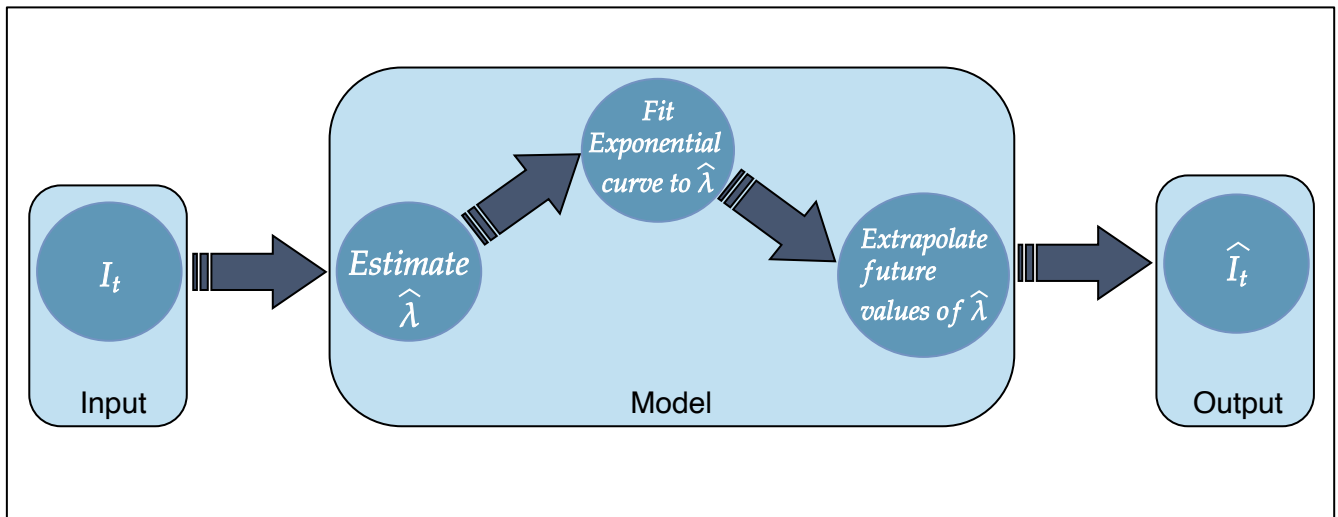 I_t
Input
Estimate
λ̂
Fit
Exponential
curve to λ̂
Extrapolate
future
values of λ̂
Model
Î_t
Output